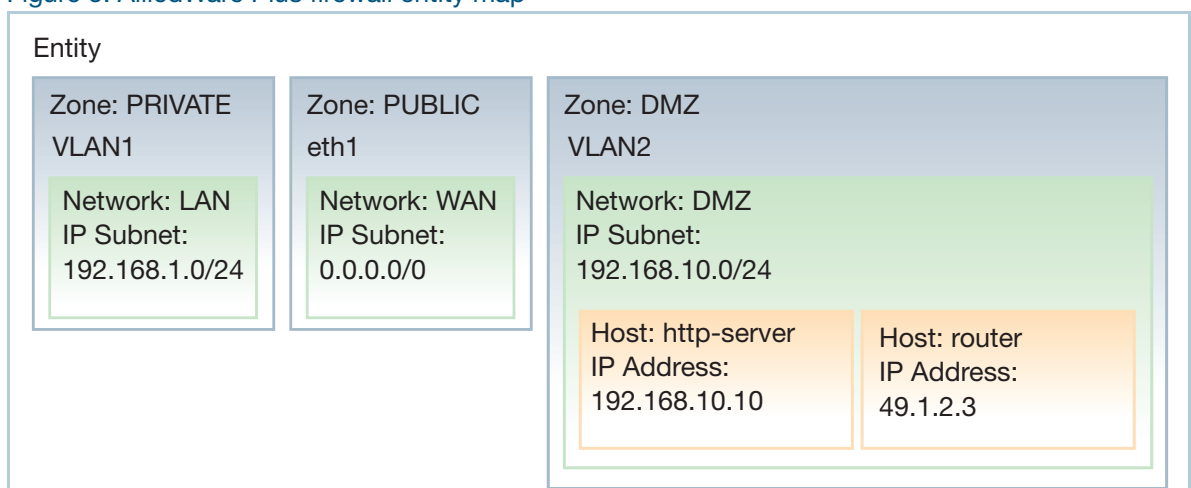 Figure 3: AlliedWare Plus firewall entity map
Entity
Zone: PRIVATE
VLAN1
Network: LAN
IP Subnet:
192.168.1.0/24
Zone: PUBLIC
eth1
Network: WAN
IP Subnet:
0.0.0.0/0
Zone: DMZ
VLAN2
Network: DMZ
IP Subnet:
192.168.10.0/24
Host: http-server
IP Address:
192.168.10.10
Host: router
IP Address:
49.1.2.3